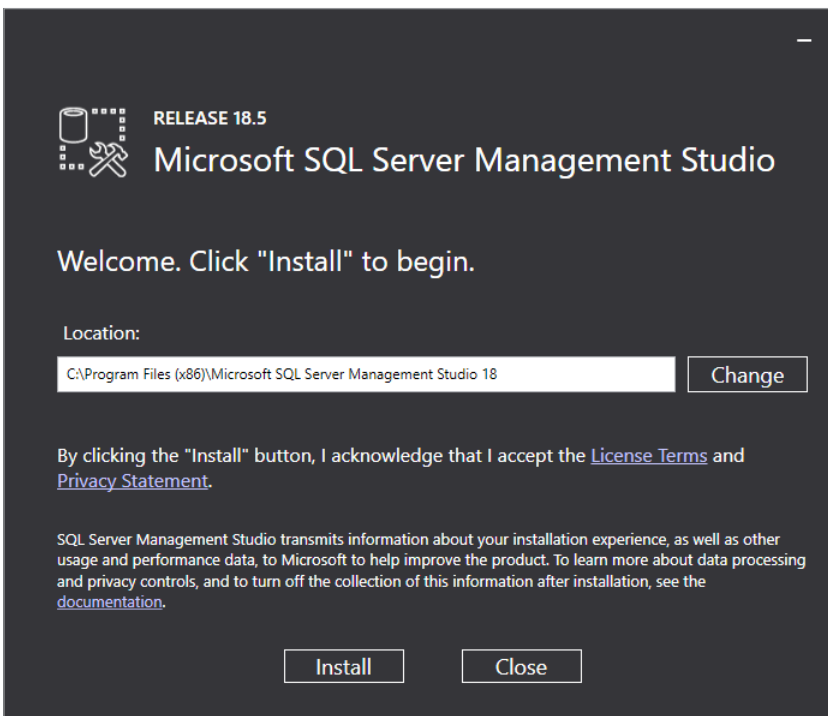 RELEASE 18.5
Microsoft SQL Server Management Studio
Welcome. Click "Install" to begin.
Location:
C:\Program Files (x86)\Microsoft SQL Server Management Studio 18
Change
By clicking the "Install" button, I acknowledge that I accept the License Terms and
Privacy Statement.
SQL Server Management Studio transmits information about your installation experience, as well as other
usage and performance data, to Microsoft to help improve the product. To learn more about data processing
and privacy controls, and to turn off the collection of this information after installation, see the
documentation.
Install
Close